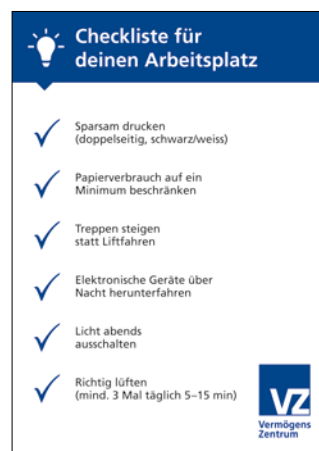 Checkliste für
deinen Arbeitsplatz
Sparsam drucken
(doppelseitig, schwarz/weiss)
Papierverbrauch auf ein
Minimum beschränken
Treppen steigen
statt Liftfahren
Elektronische Geräte über
Nacht herunterfahren
Licht abends
ausschalten
Richtig lüften
(mind. 3 Mal täglich 5–15 min)
VZ
Vermögens
Zentrum